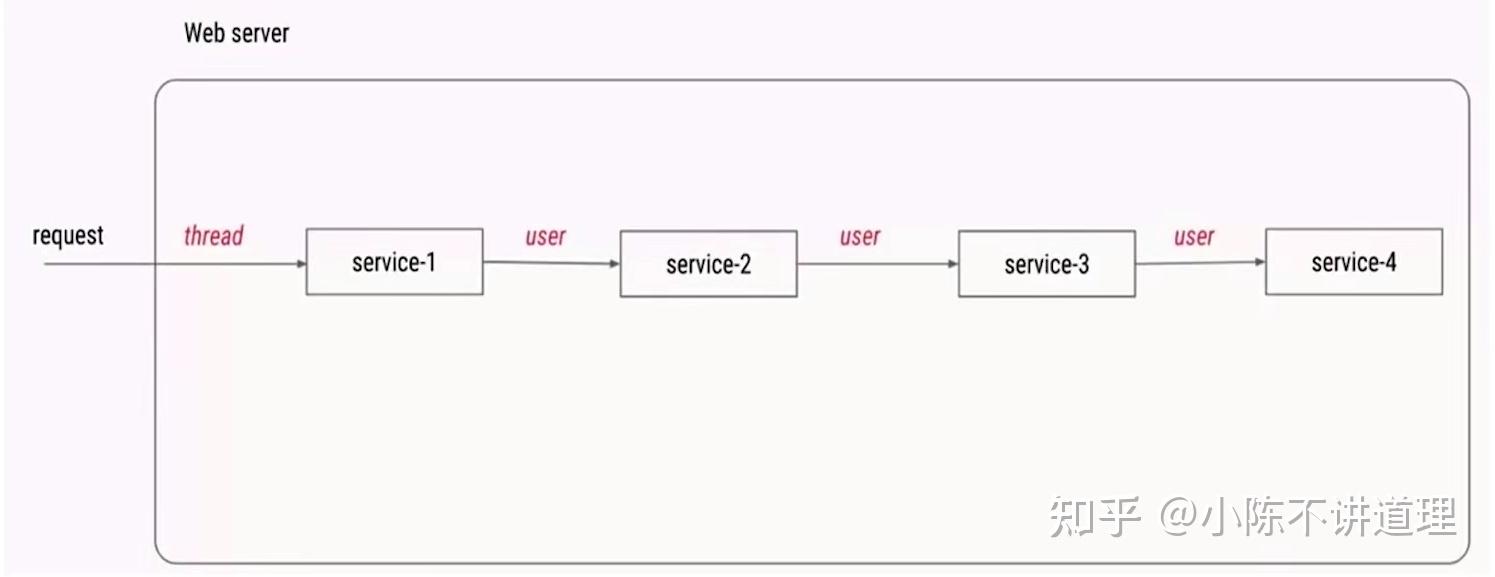 Web server
request
thread
service-1
user
service-2
user
service-3
user
service-4
知乎 @小陈不讲道理